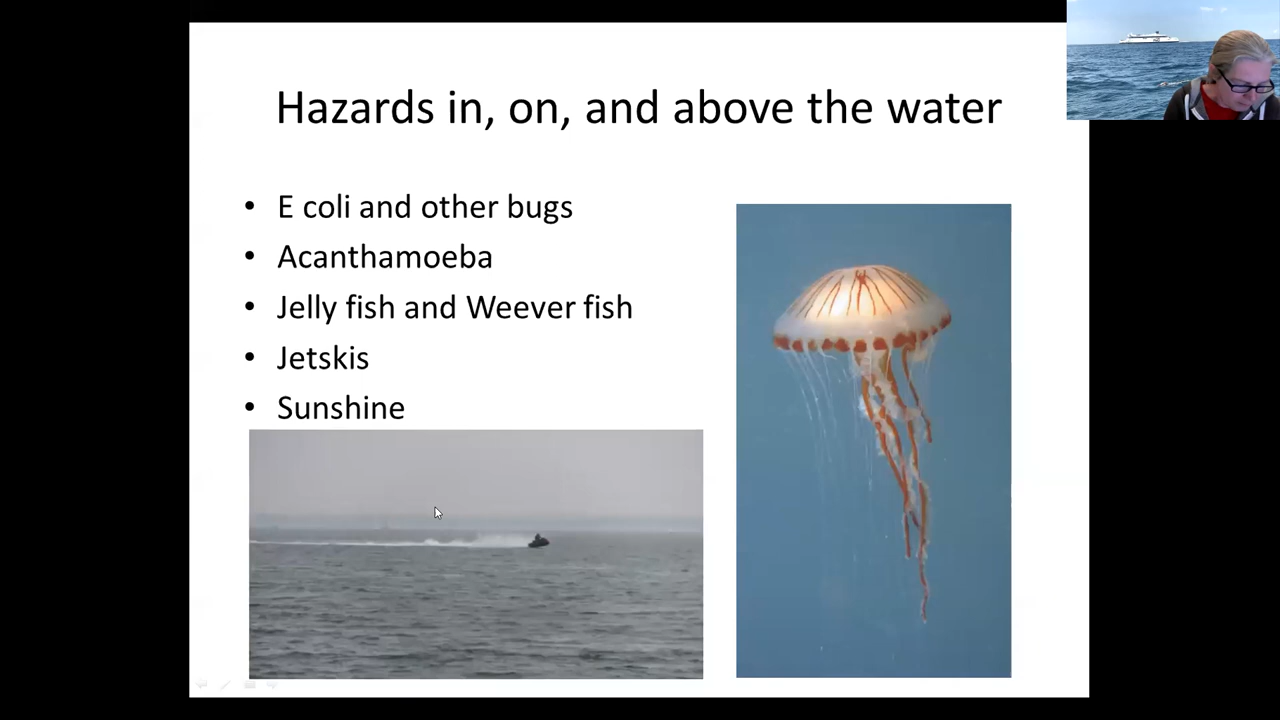 Hazards in, on, and above the water
• E coli and other bugs
• Acanthamoeba
• Jelly fish and Weever fish
• Jetskis
• Sunshine